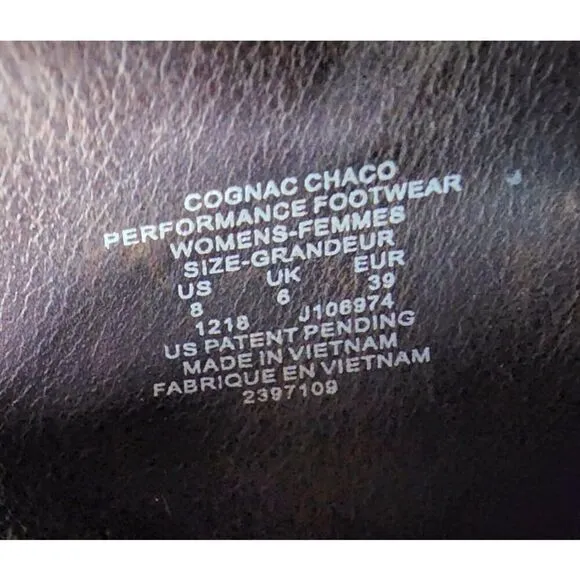 COGNAC CHACO
PERFORMANCE FOOTWEAR
WOMENS-FEMMES
SIZE-GRANDEUR
US UK EUR
8 6 39
1218 J106974
US PATENT PENDING
MADE IN VIETNAM
FABRIQUE EN VIETNAM
2397109